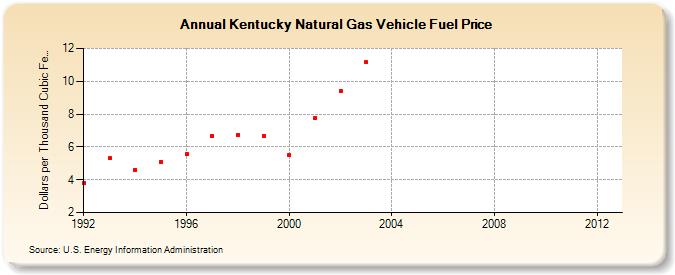 Annual Kentucky Natural Gas Vehicle Fuel Price
Dollars per Thousand Cubic Fe...
12
10
8
6
4
2
1992 1996 2000 2004 2008 2012
Source: U.S. Energy Information Administration